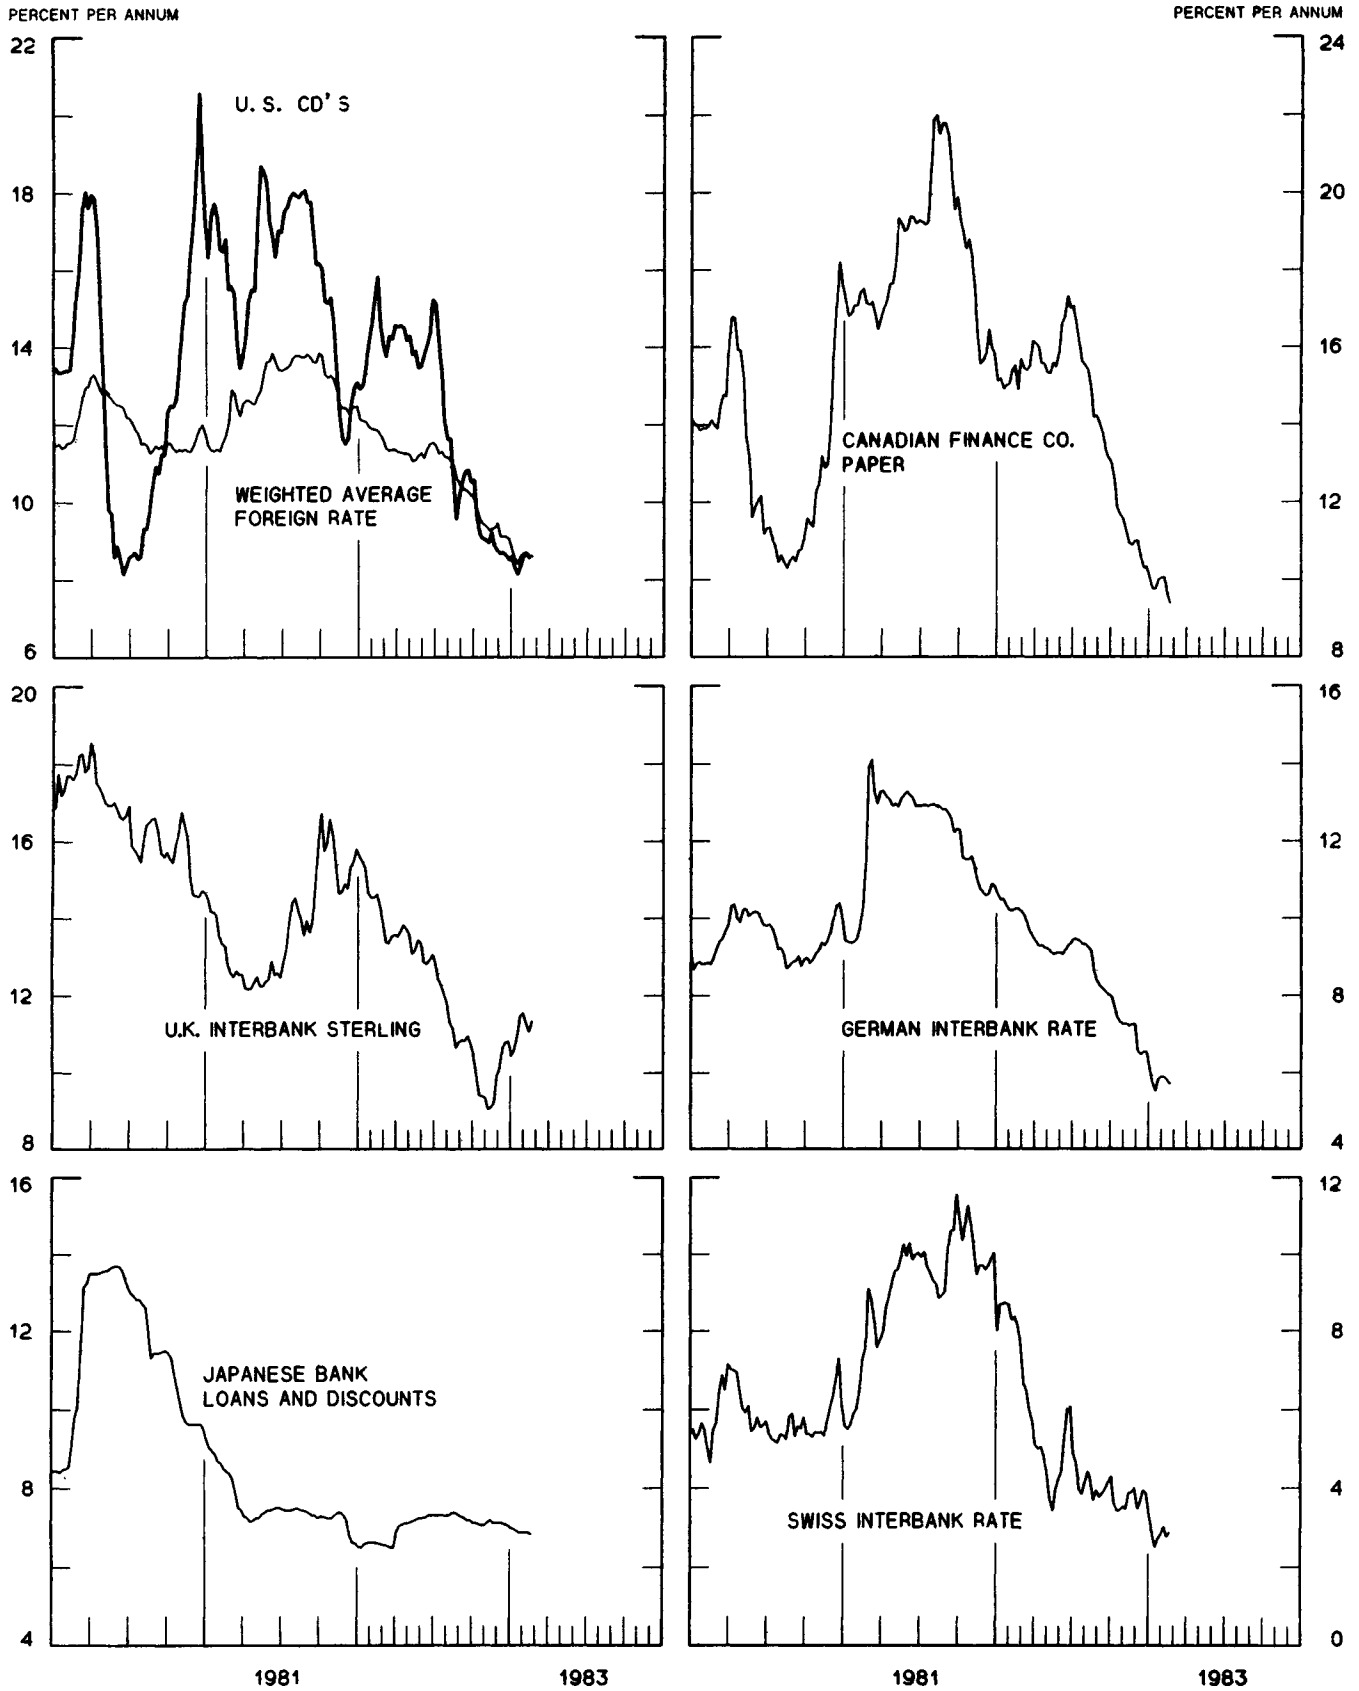 PERCENT PER ANNUM
PERCENT PER ANNUM
22
18
14
10
6
U. S. CD'S
WEIGHTED AVERAGE
FOREIGN RATE
24
20
16
12
8
CANADIAN FINANCE CO.
PAPER
20
16
12
8
U.K. INTERBANK STERLING
16
12
8
4
GERMAN INTERBANK RATE
16
12
8
4
JAPANESE BANK
LOANS AND DISCOUNTS
12
8
4
0
SWISS INTERBANK RATE
1981
1983
1981
1983